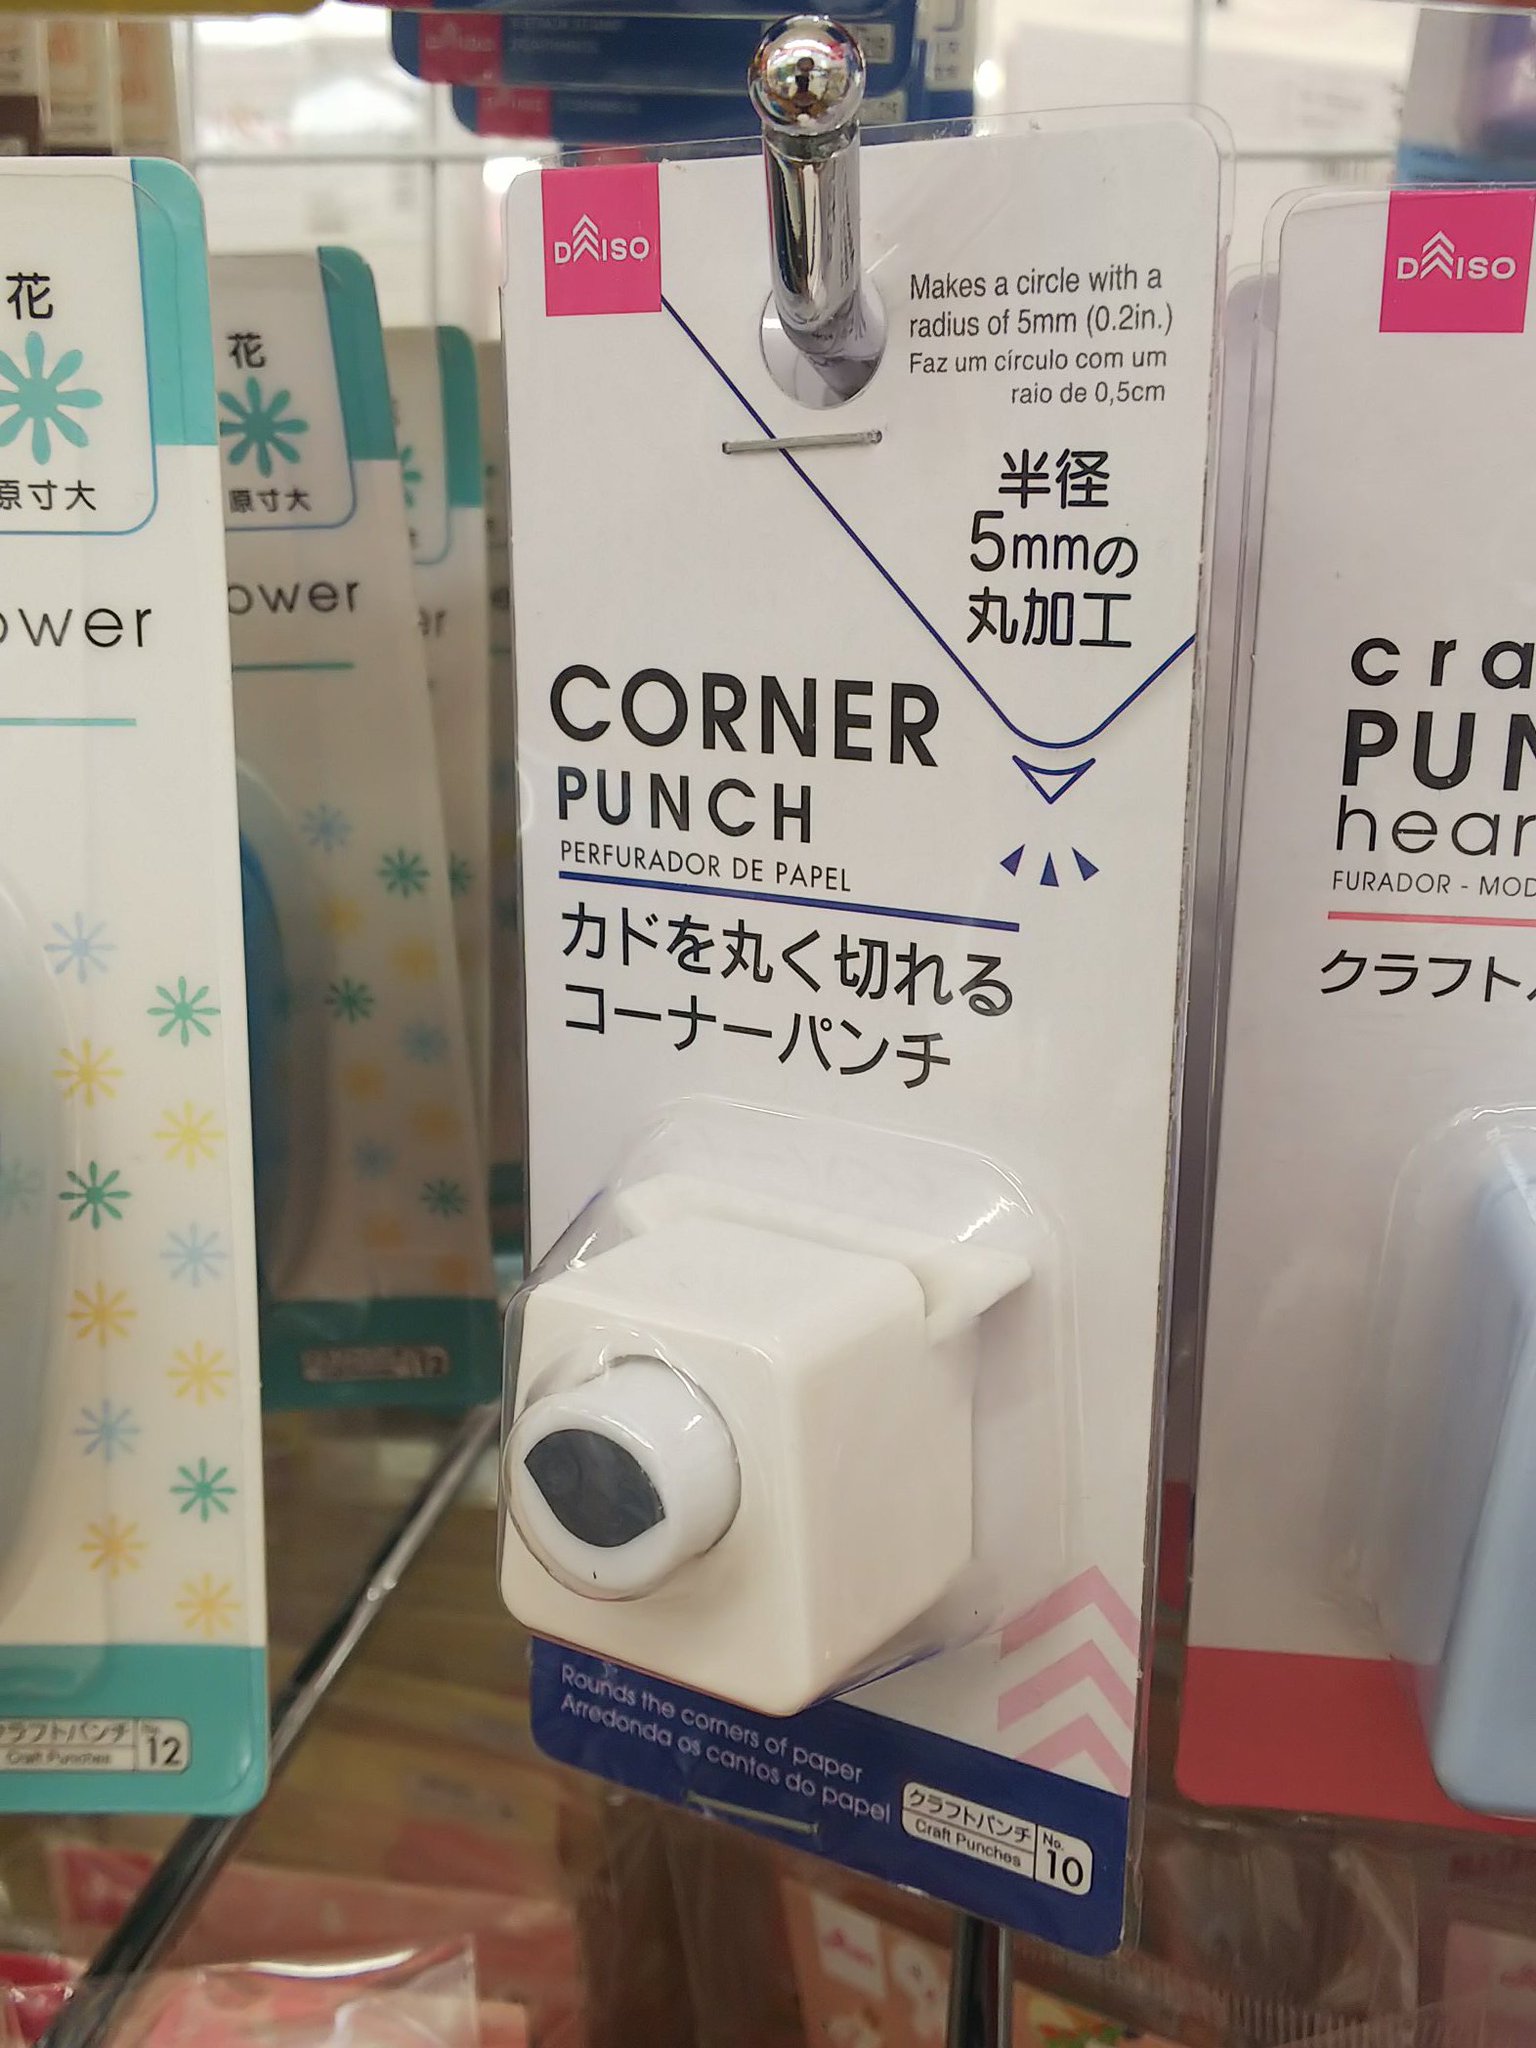 花
原寸大
ower
クラフトパンチ
Craft Punches
No.
12
花
原寸大
ower
DAISO
Makes a circle with a
radius of 5mm (0.2in.)
Faz um círculo com um
raio de 0,5cm
半径
5mmの
丸加工
CORNER
PUNCH
PERFURADOR DE PAPEL
カドを丸く切れる
コーナーパンチ
Rounds the corners of paper
Arredonda os cantos do papel
クラフトパンチ
Craft Punches
No.
10
DAISO
cra
PUN
hear
FURADOR - MOD
クラフト